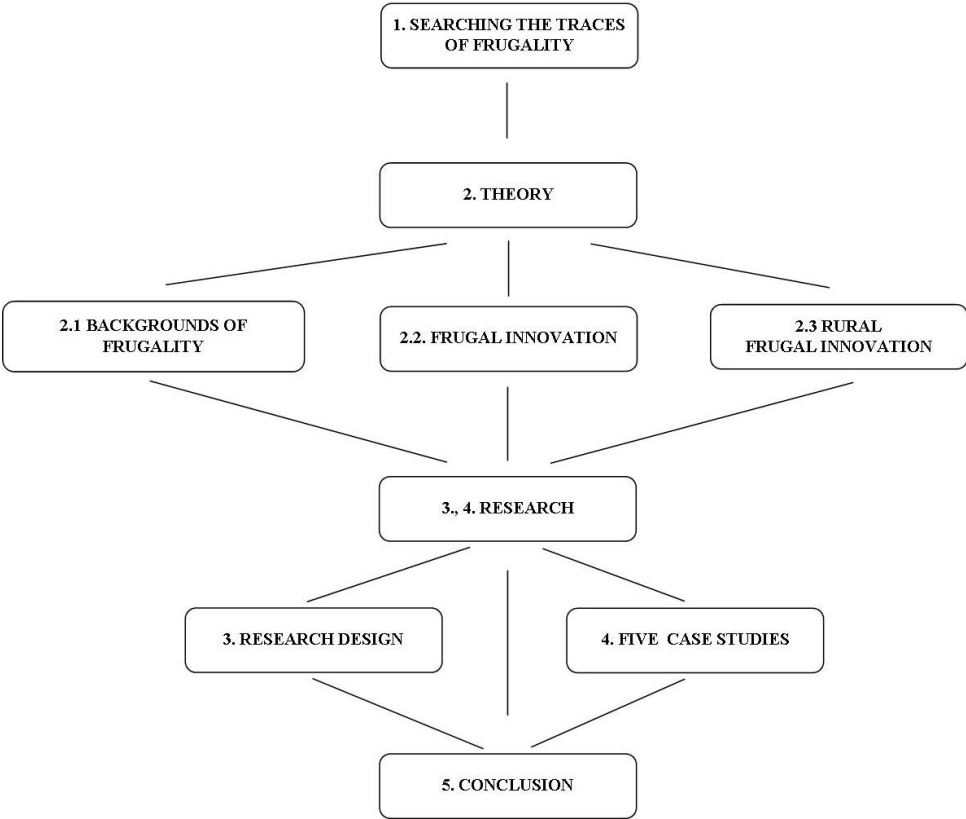 1. SEARCHING THE TRACES
OF FRUGALITY
2. THEORY
2.1 BACKGROUNDS OF
FRUGALITY
2.2. FRUGAL INNOVATION
2.3 RURAL
FRUGAL INNOVATION
3., 4. RESEARCH
3. RESEARCH DESIGN
4. FIVE CASE STUDIES
5. CONCLUSION